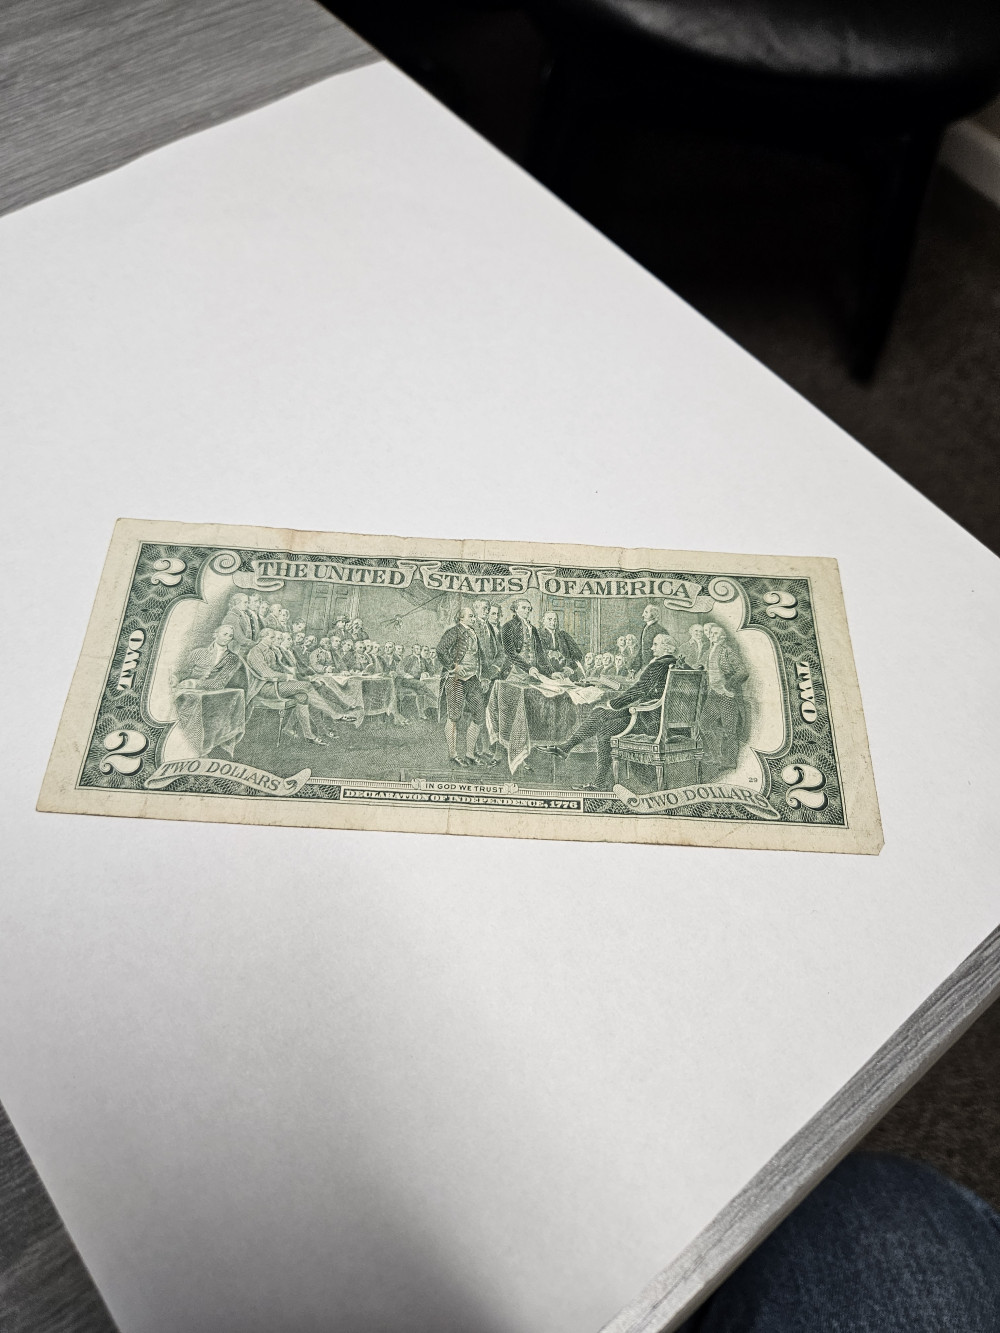 THE UNITED STATES OF AMERICA
2
2
TWO
TWO
2
2
TWO DOLLARS
IN GOD WE TRUST
DECLARATION OF INDEPENDENCE, 1776
29
TWO DOLLARS